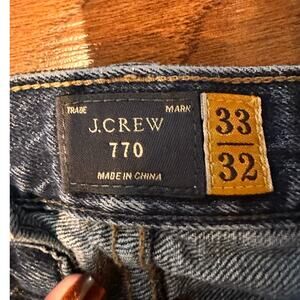 TRADE MARK
J.CREW
770
MADE IN CHINA
33
32